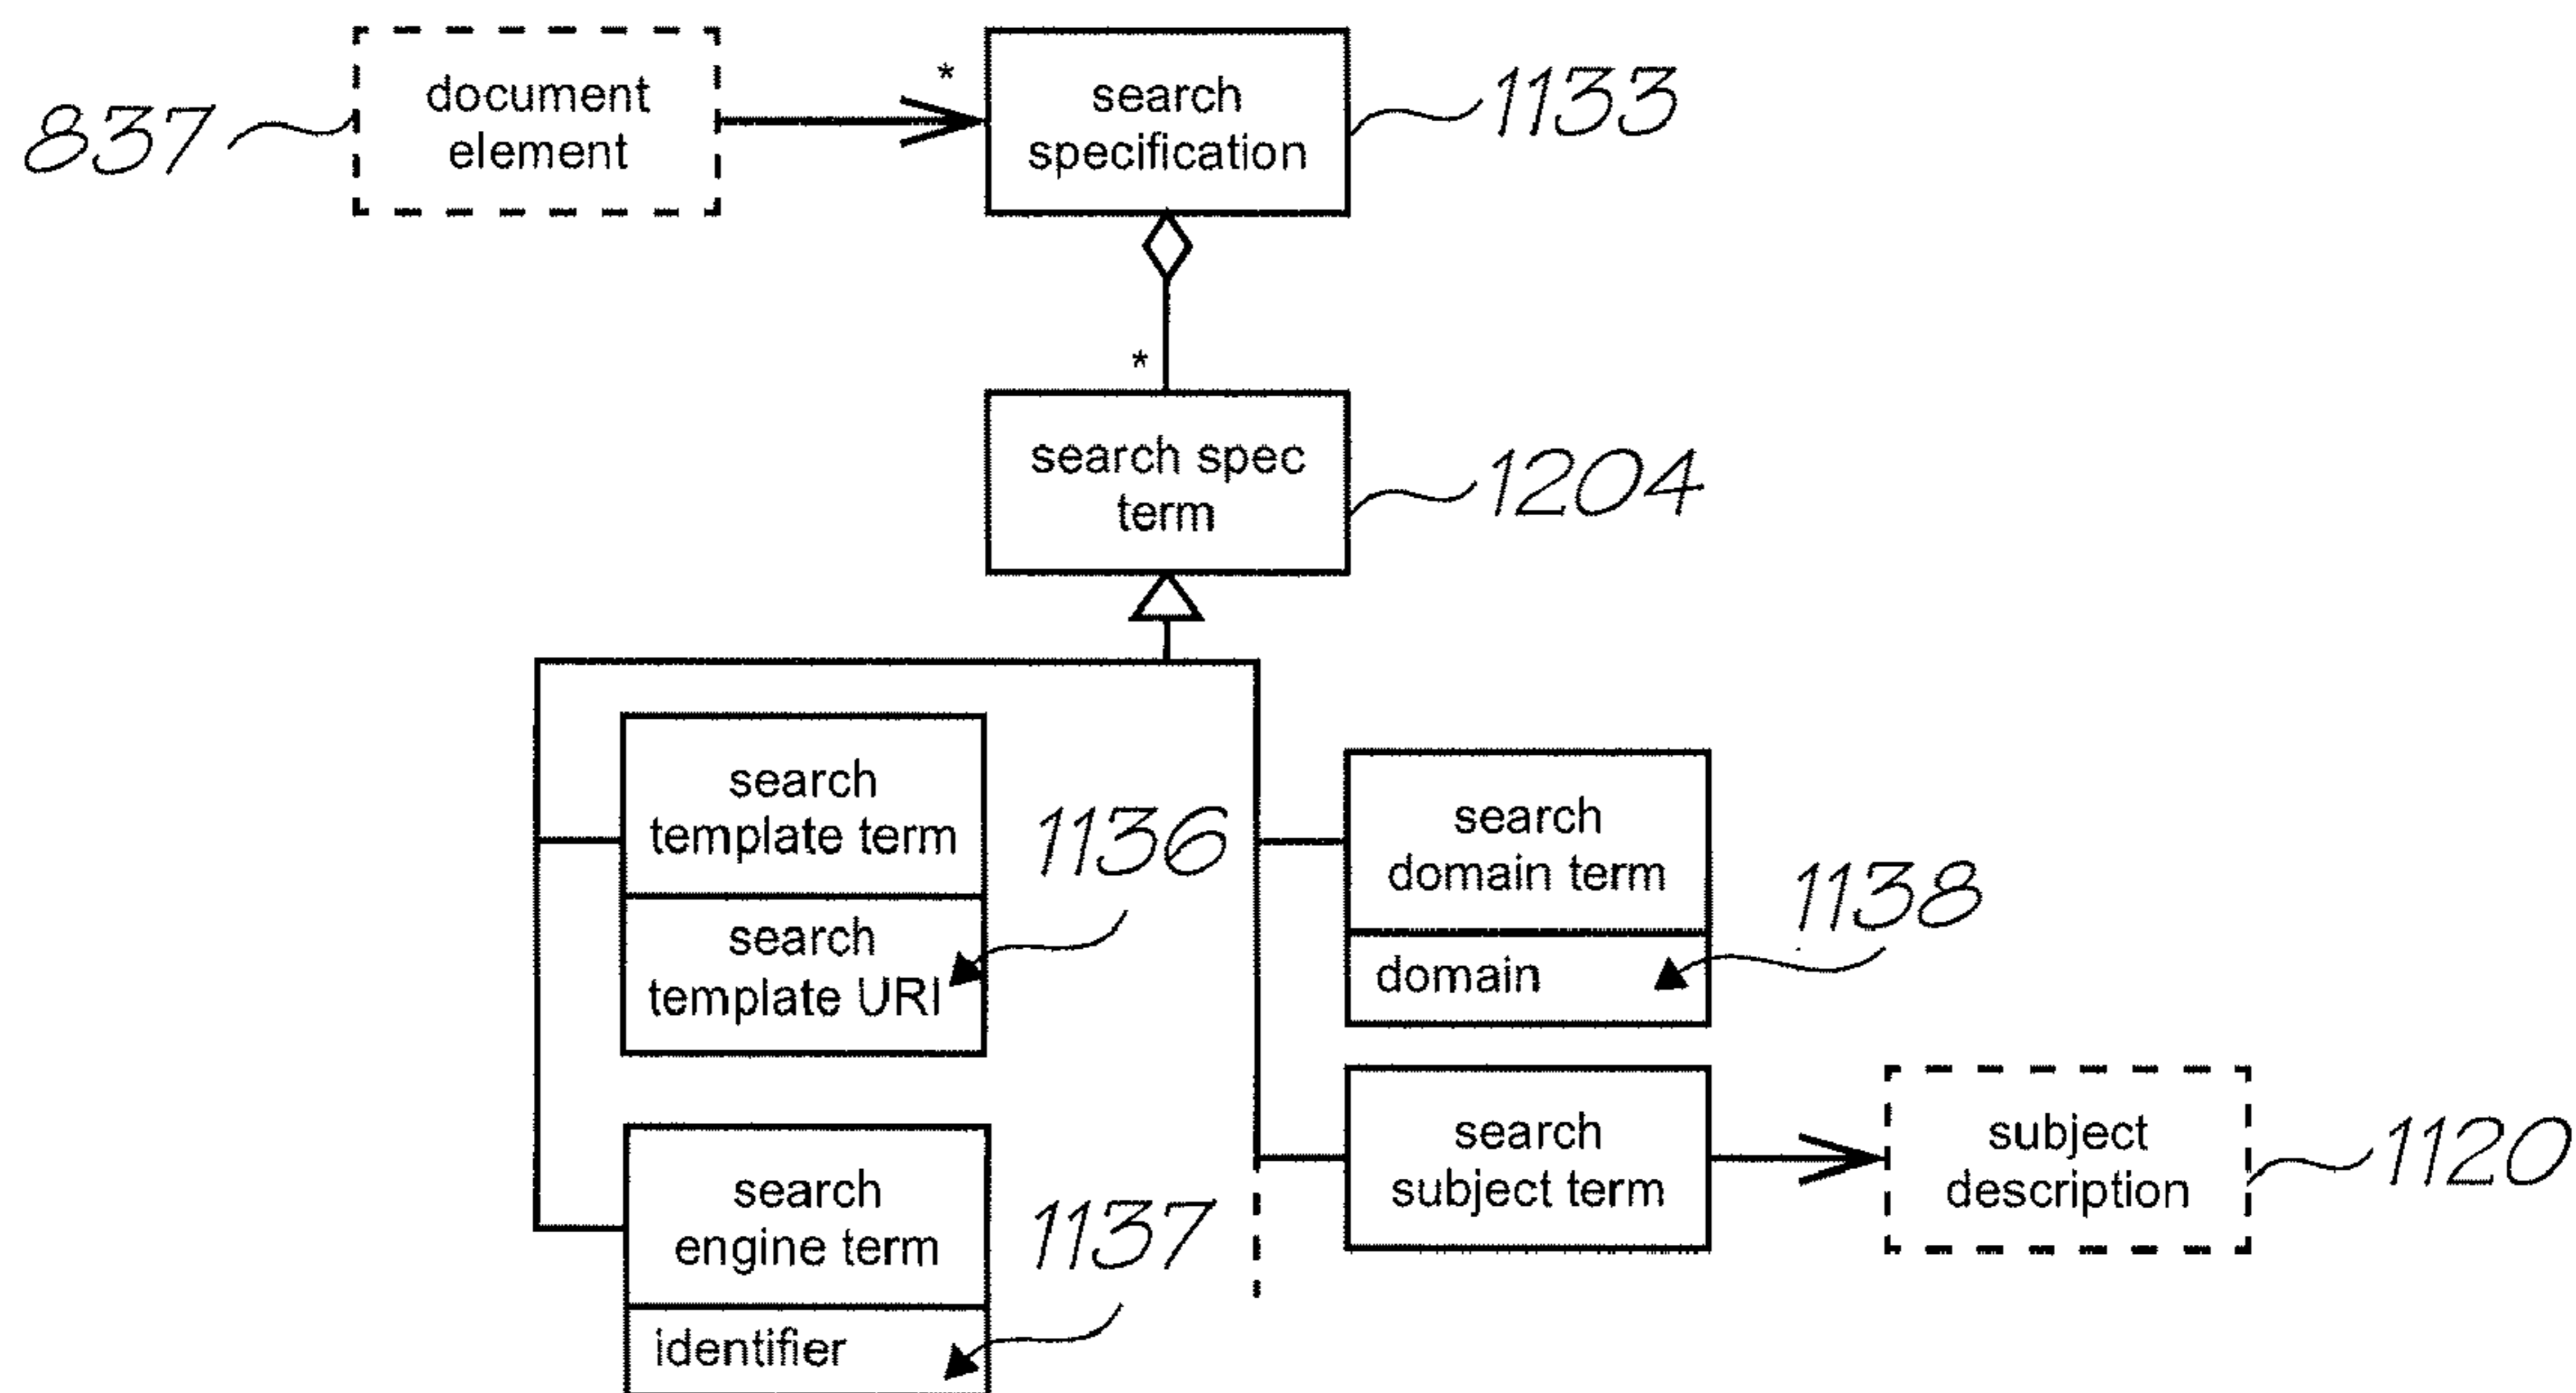 837
document
element
*
search
specification
1133
*
search spec
term
1204
search
template term
1136
search
template URI
search
domain term
1138
domain
search
engine term
1137
identifier
search
subject term
subject
description
1120